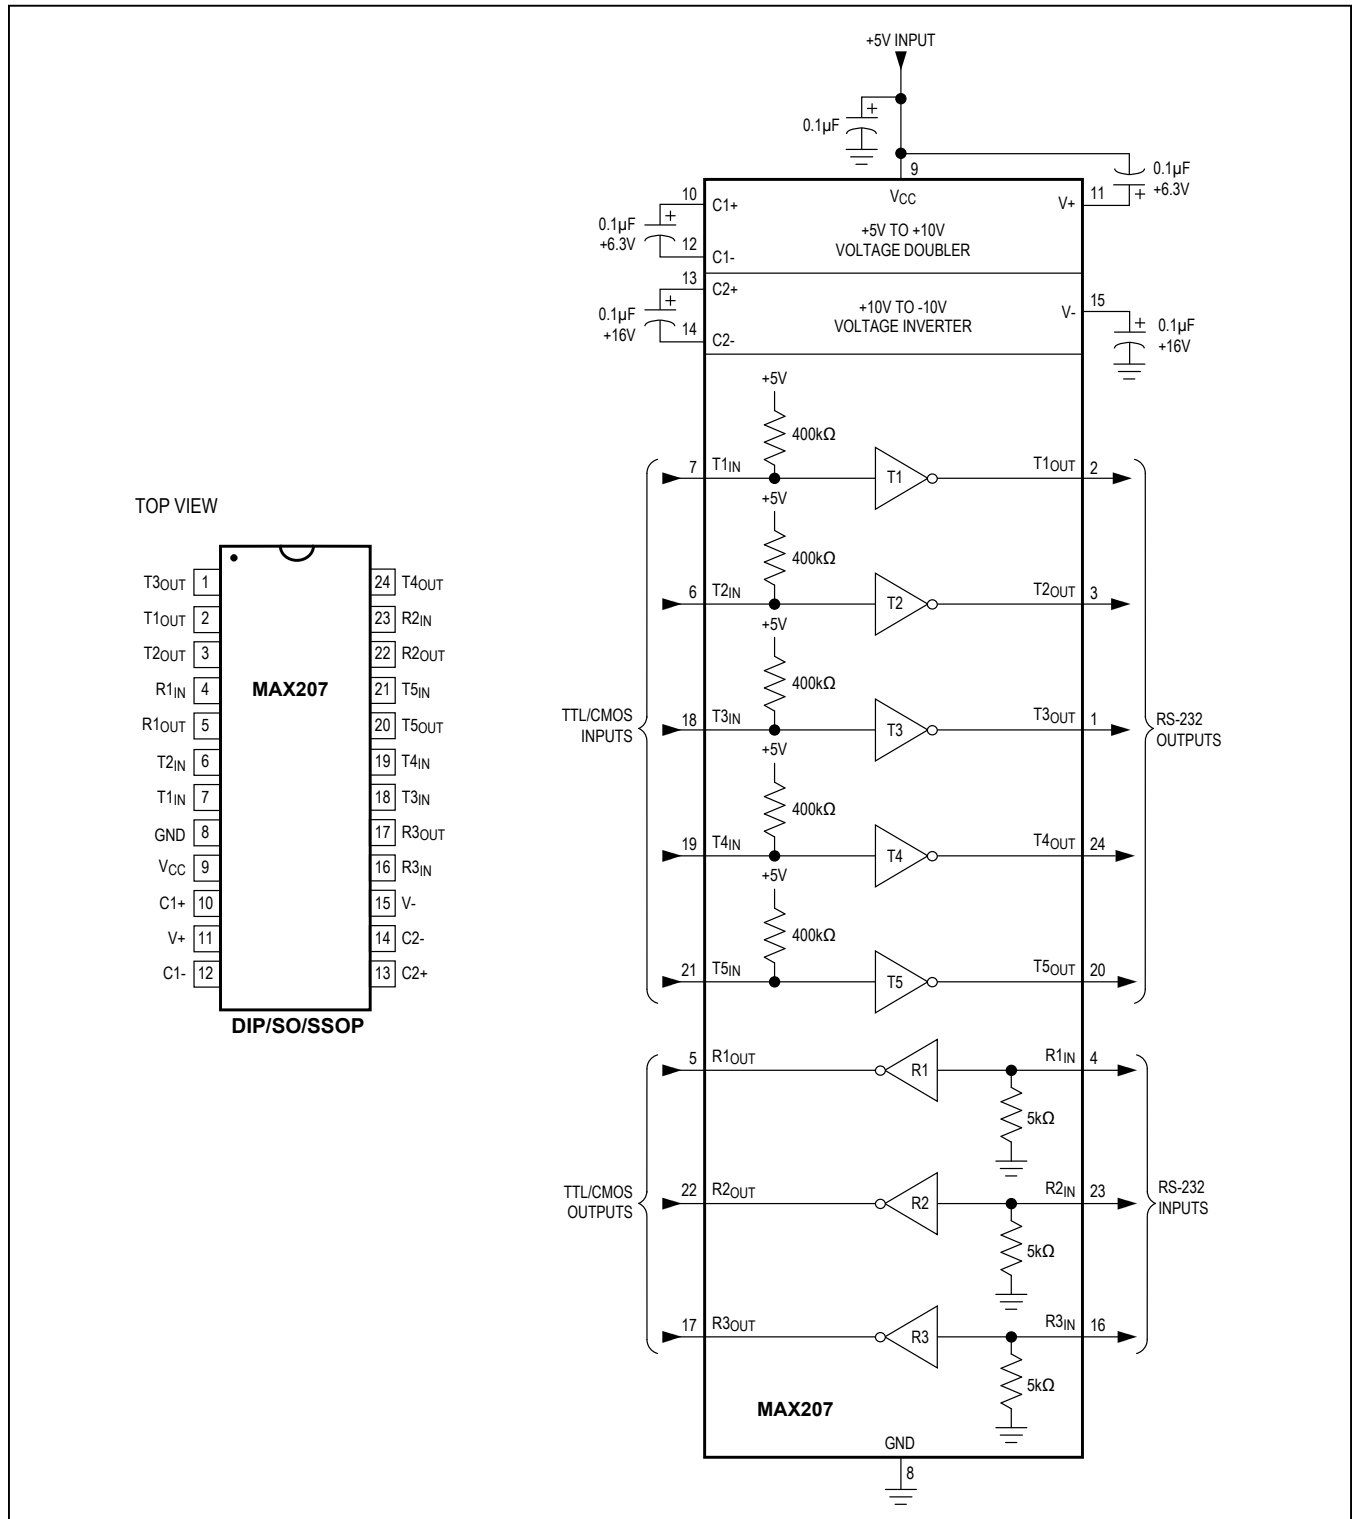 TOP VIEW
T3OUT 1
T1OUT 2
T2OUT 3
R1IN 4
R1OUT 5
T2IN 6
T1IN 7
GND 8
VCC 9
C1+ 10
V+ 11
C1- 12
MAX207
24 T4OUT
23 R2IN
22 R2OUT
21 T5IN
20 T5OUT
19 T4IN
18 T3IN
17 R3OUT
16 R3IN
15 V-
14 C2-
13 C2+
DIP/SO/SSOP
+5V INPUT
0.1µF
+
9
VCC
0.1µF
+6.3V
+
11
V+
10
C1+
0.1µF
+6.3V
+
12
C1-
+5V TO +10V
VOLTAGE DOUBLER
13
C2+
0.1µF
+16V
+
14
C2-
+10V TO -10V
VOLTAGE INVERTER
15
V-
+
0.1µF
+16V
+5V
400kΩ
7 T1IN T1 T1OUT 2
+5V
400kΩ
6 T2IN T2 T2OUT 3
+5V
400kΩ
TTL/CMOS
INPUTS
18 T3IN T3 T3OUT 1
RS-232
OUTPUTS
+5V
400kΩ
19 T4IN T4 T4OUT 24
+5V
400kΩ
21 T5IN T5 T5OUT 20
5 R1OUT R1 R1IN 4
5kΩ
TTL/CMOS
OUTPUTS
22 R2OUT R2 R2IN 23
RS-232
INPUTS
5kΩ
17 R3OUT R3 R3IN 16
5kΩ
MAX207
GND
8